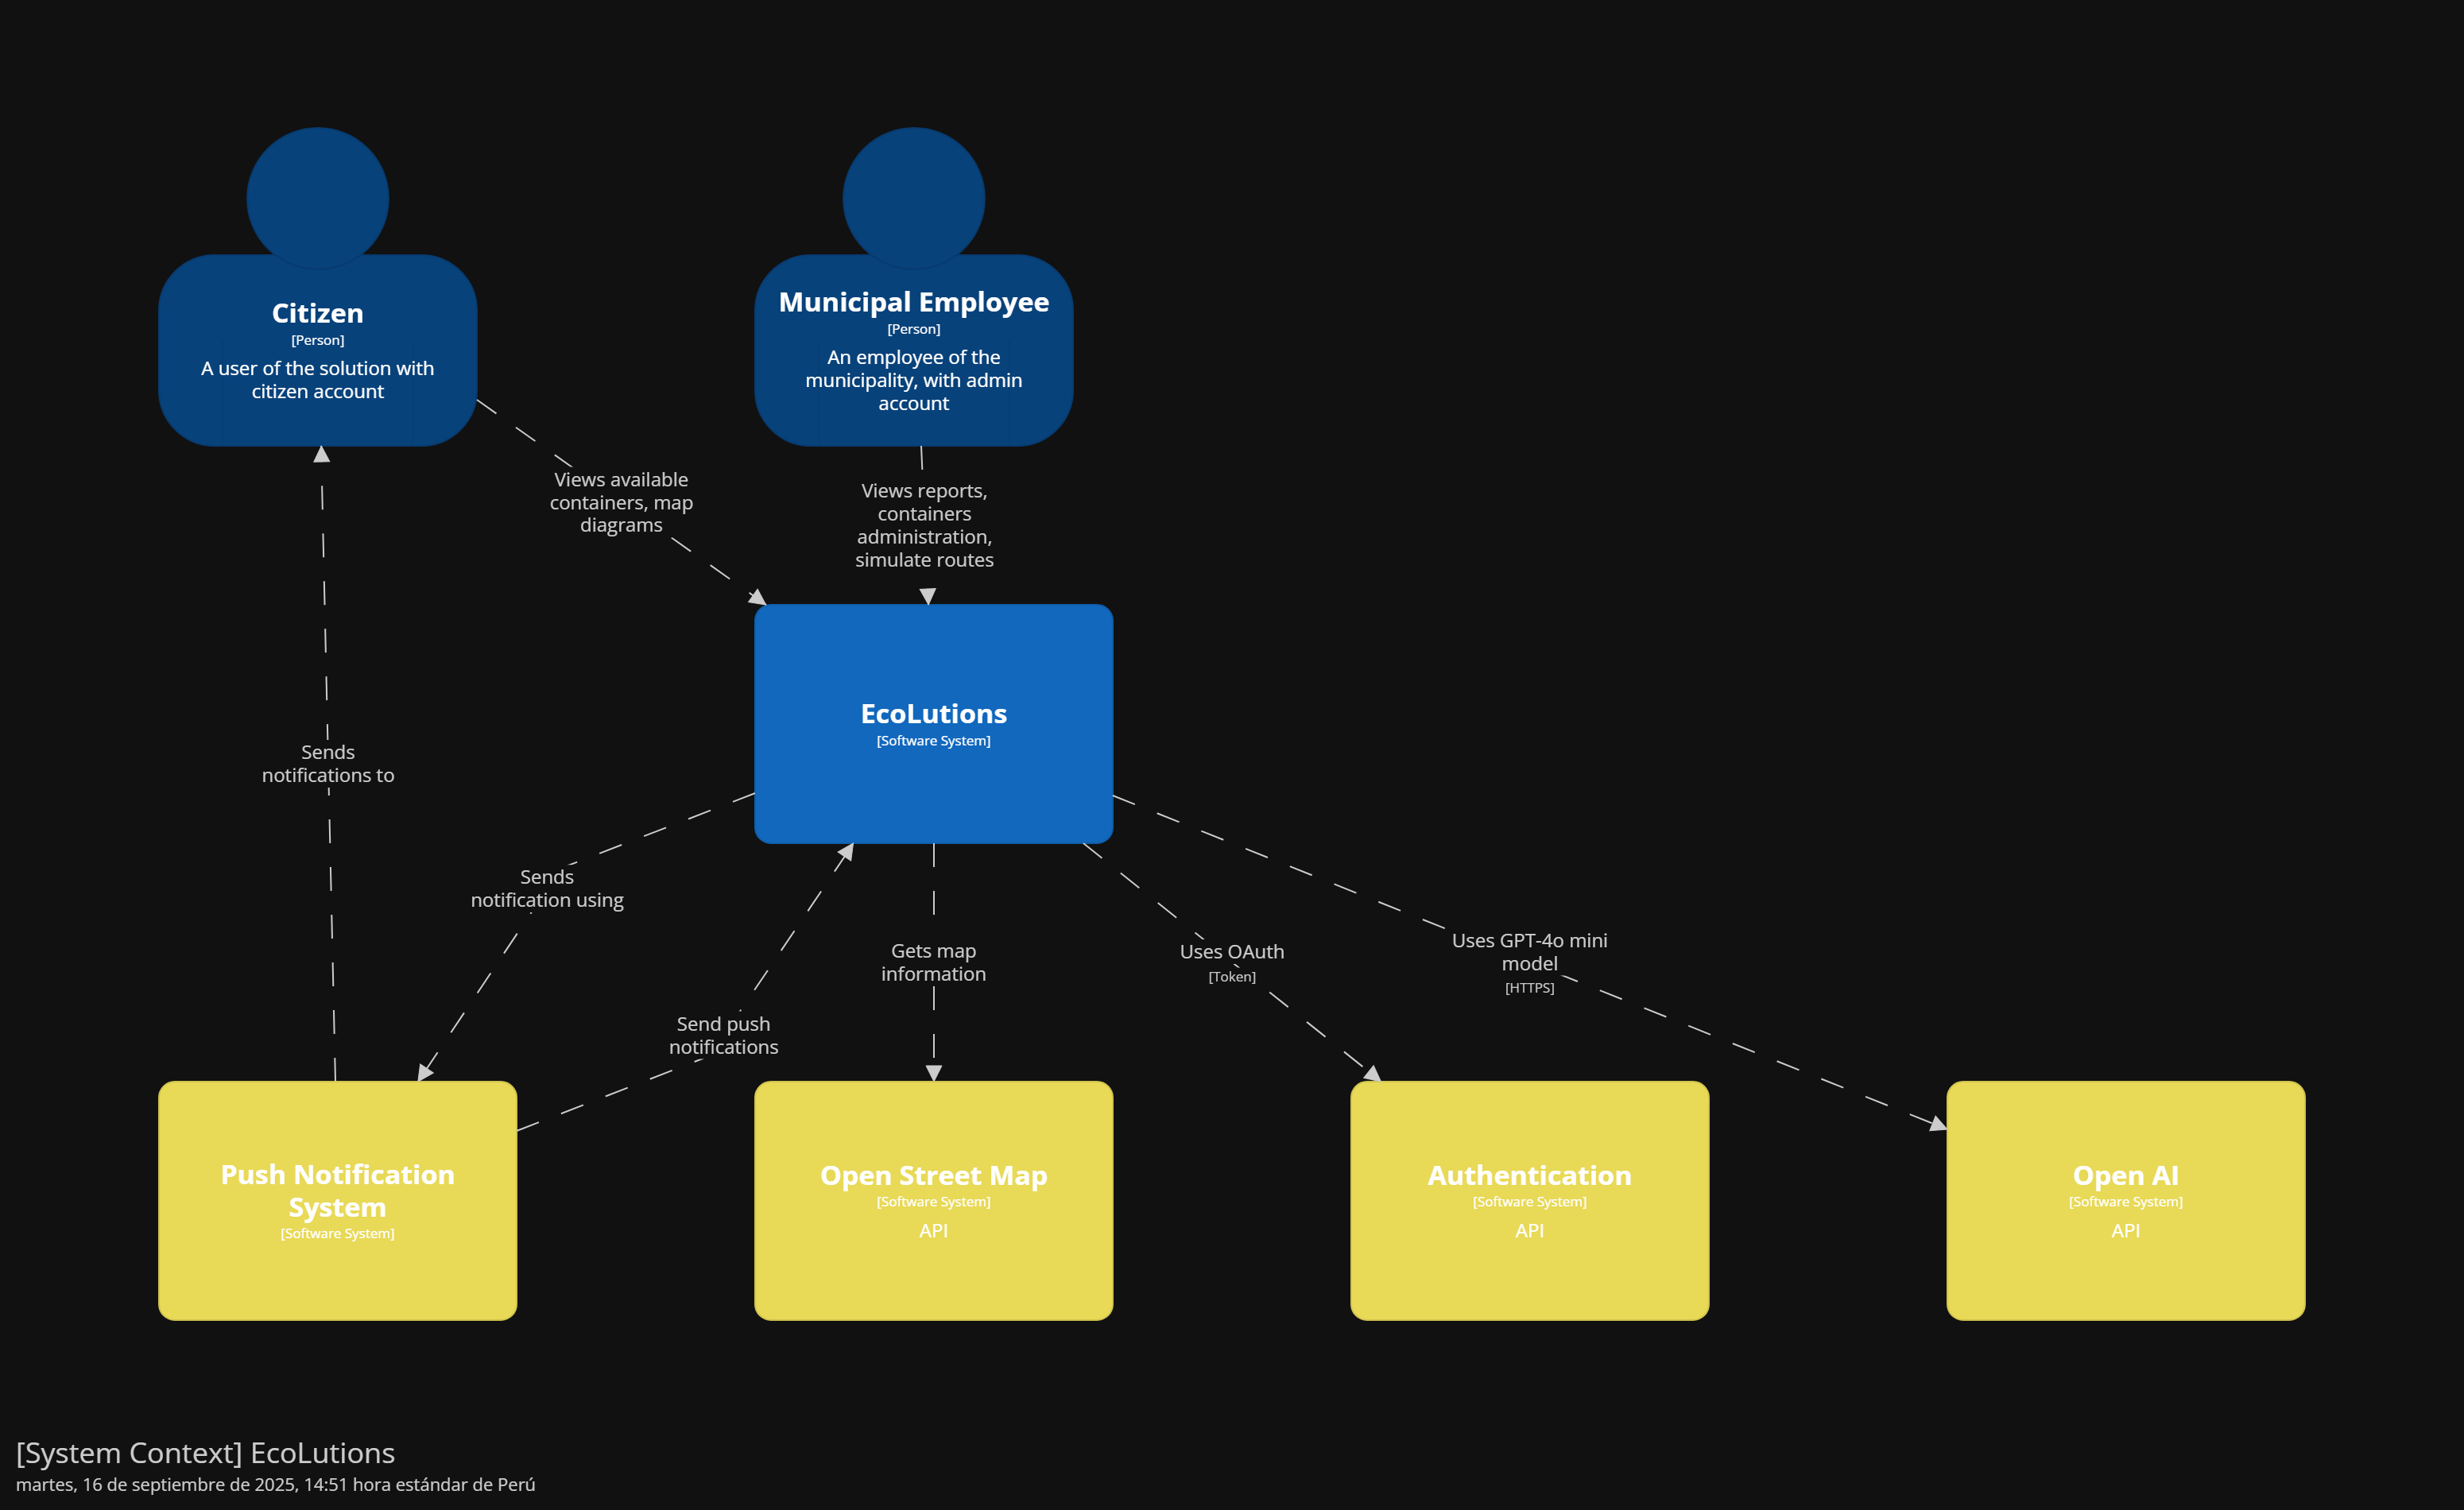 Citizen
[Person]
A user of the solution with
citizen account
Municipal Employee
[Person]
An employee of the
municipality, with admin
account
Views available
containers, map
diagrams
Views reports,
containers
administration,
simulate routes
EcoLutions
[Software System]
Sends
notifications to
Sends
notification using
Send push
notifications
Gets map
information
Uses OAuth
[Token]
Uses GPT-4o mini
model
[HTTPS]
Push Notification
System
[Software System]
Open Street Map
[Software System]
API
Authentication
[Software System]
API
Open AI
[Software System]
API
[System Context] EcoLutions
martes, 16 de septiembre de 2025, 14:51 hora estándar de Perú